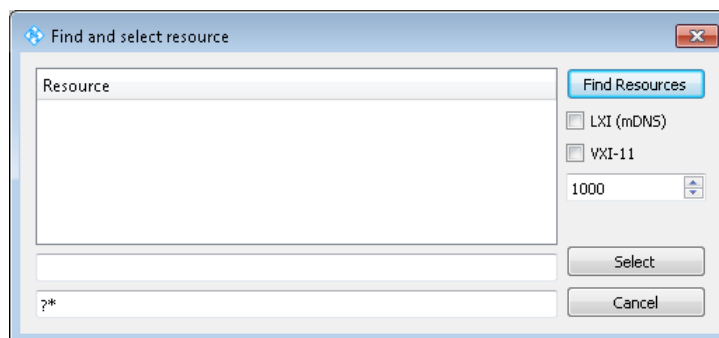 Find and select resource
Resource
Find Resources
LXI (mDNS)
VXI-11
1000
Select
?*
Cancel